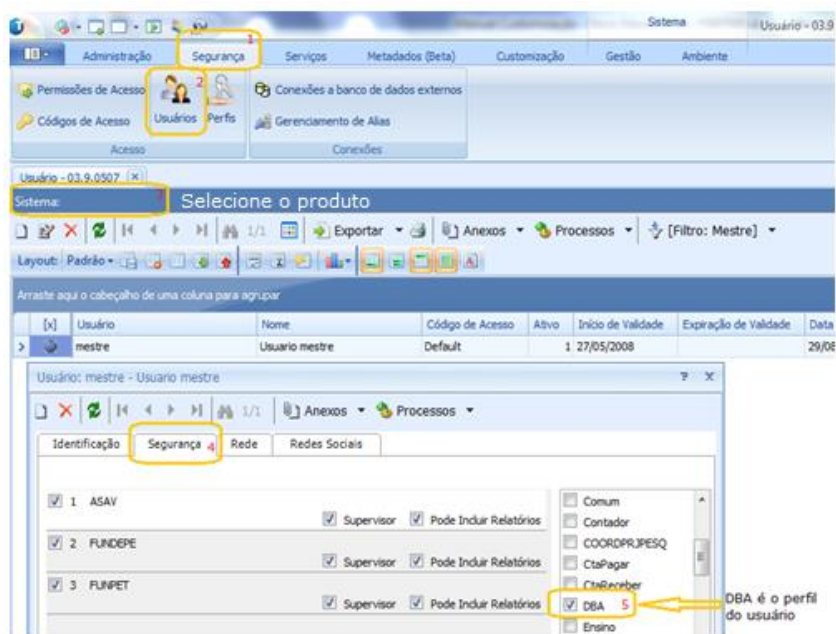 Sistema
Usuário - 03.9
1
Administração Segurança Serviços Metadados (Beta) Customização Gestão Ambiente
Permissões de Acesso 2 Conexões a banco de dados externos
Códigos de Acesso Usuários Perfis Gerenciamento de Alias
Acesso Conexões
Usuário - 03.9.0507
Sistema: Selecione o produto
1/1 Exportar Anexos Processos [Filtro: Mestre]
Layout: Padrão
Arraste aqui o cabeçalho de uma coluna para agrupar
[x] Usuário Nome Código de Acesso Ativo Início de Validade Expiração de Validade Data
mestre Usuario mestre Default 1 27/05/2008 29/08
Usuário: mestre - Usuario mestre ? X
1/1 Anexos Processos
Identificação Segurança 4 Rede Redes Sociais
1 ASAV
Supervisor Pode Incluir Relatórios
2 FUNDEPE
Supervisor Pode Incluir Relatórios
3 FUNPET
Supervisor Pode Incluir Relatórios
Comum
Contador
COORDPRJPESQ
CtaPagar
CtaReceber
DBA 5
Ensino
DBA é o perfil
do usuário